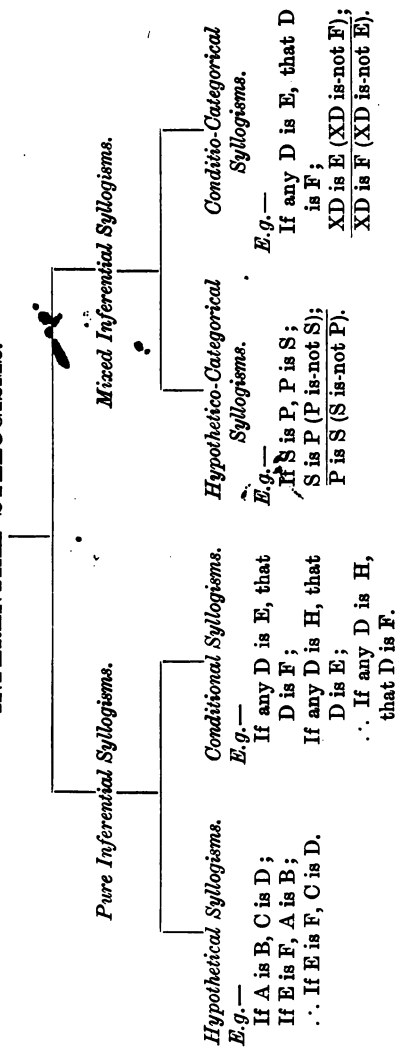 Pure Inferential Syllogisms.
Mixed Inferential Syllogisms.
Hypothetical Syllogisms.
E.g.—
If A is B, C is D;
If E is F, A is B;
∴ If E is F, C is D.
Conditional Syllogisms.
E.g.—
If any D is E, that
D is F;
If any D is H, that
D is E;
∴ If any D is H,
that D is F.
Hypothetico-Categorical
Syllogisms.
E.g.—
If S is P, P is S;
S is P (P is-not S);
P is S (S is-not P).
Conditio-Categorical
Syllogisms.
E.g.—
If any D is E, that D
is F;
XD is E (XD is-not F);
XD is F (XD is-not E).